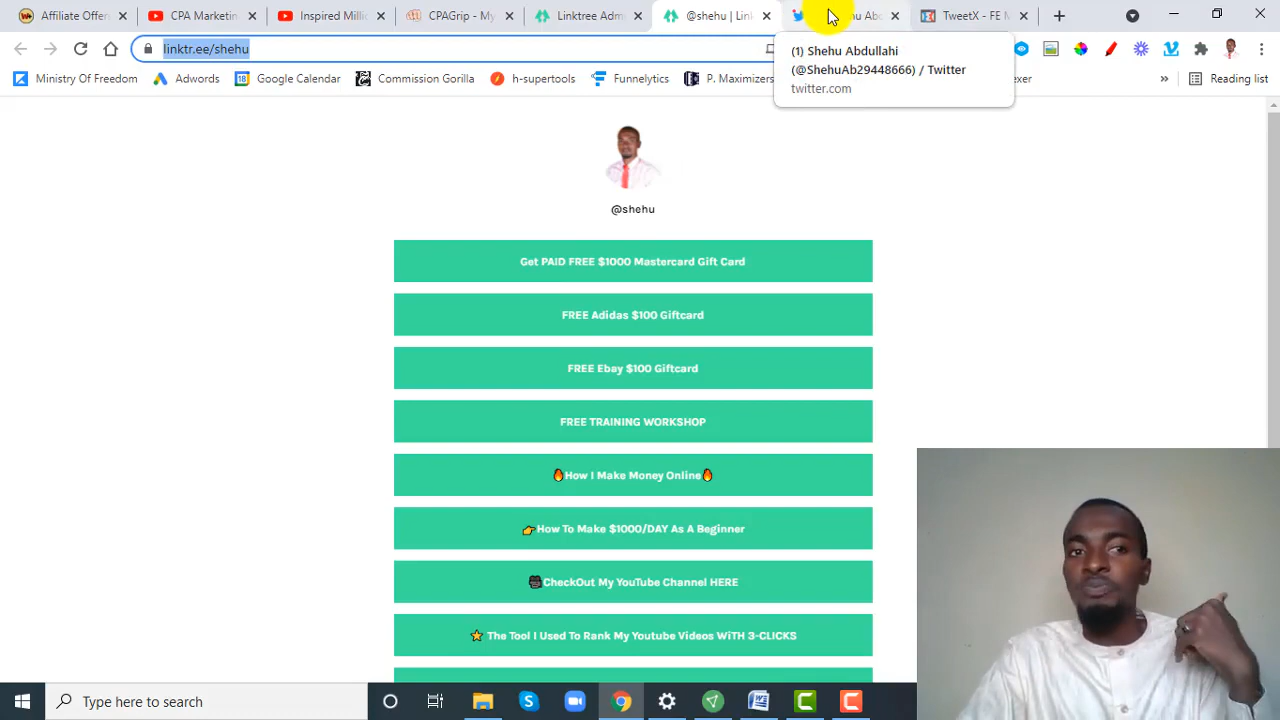 Affiliate Offer
CPA Marketin
Inspired Milli
CPAGrip - My
Linktree Adm
@shehu | Lin
TweetX - FE M
linktr.ee/shehu
(1) Shehu Abdullahi
(@ShehuAb29448666) / Twitter
twitter.com
Ministry Of Freedom
Adwords
Google Calendar
Commission Gorilla
h-supertools
Funnelytics
P. Maximizers
»
Reading list
@shehu
Get PAID FREE $1000 Mastercard Gift Card
FREE Adidas $100 Giftcard
FREE Ebay $100 Giftcard
FREE TRAINING WORKSHOP
🔥How I Make Money Online🔥
👉How To Make $1000/DAY As A Beginner
CheckOut My YouTube Channel HERE
⭐ The Tool I Used To Rank My Youtube Videos WiTH 3-CLICKS
Type here to search